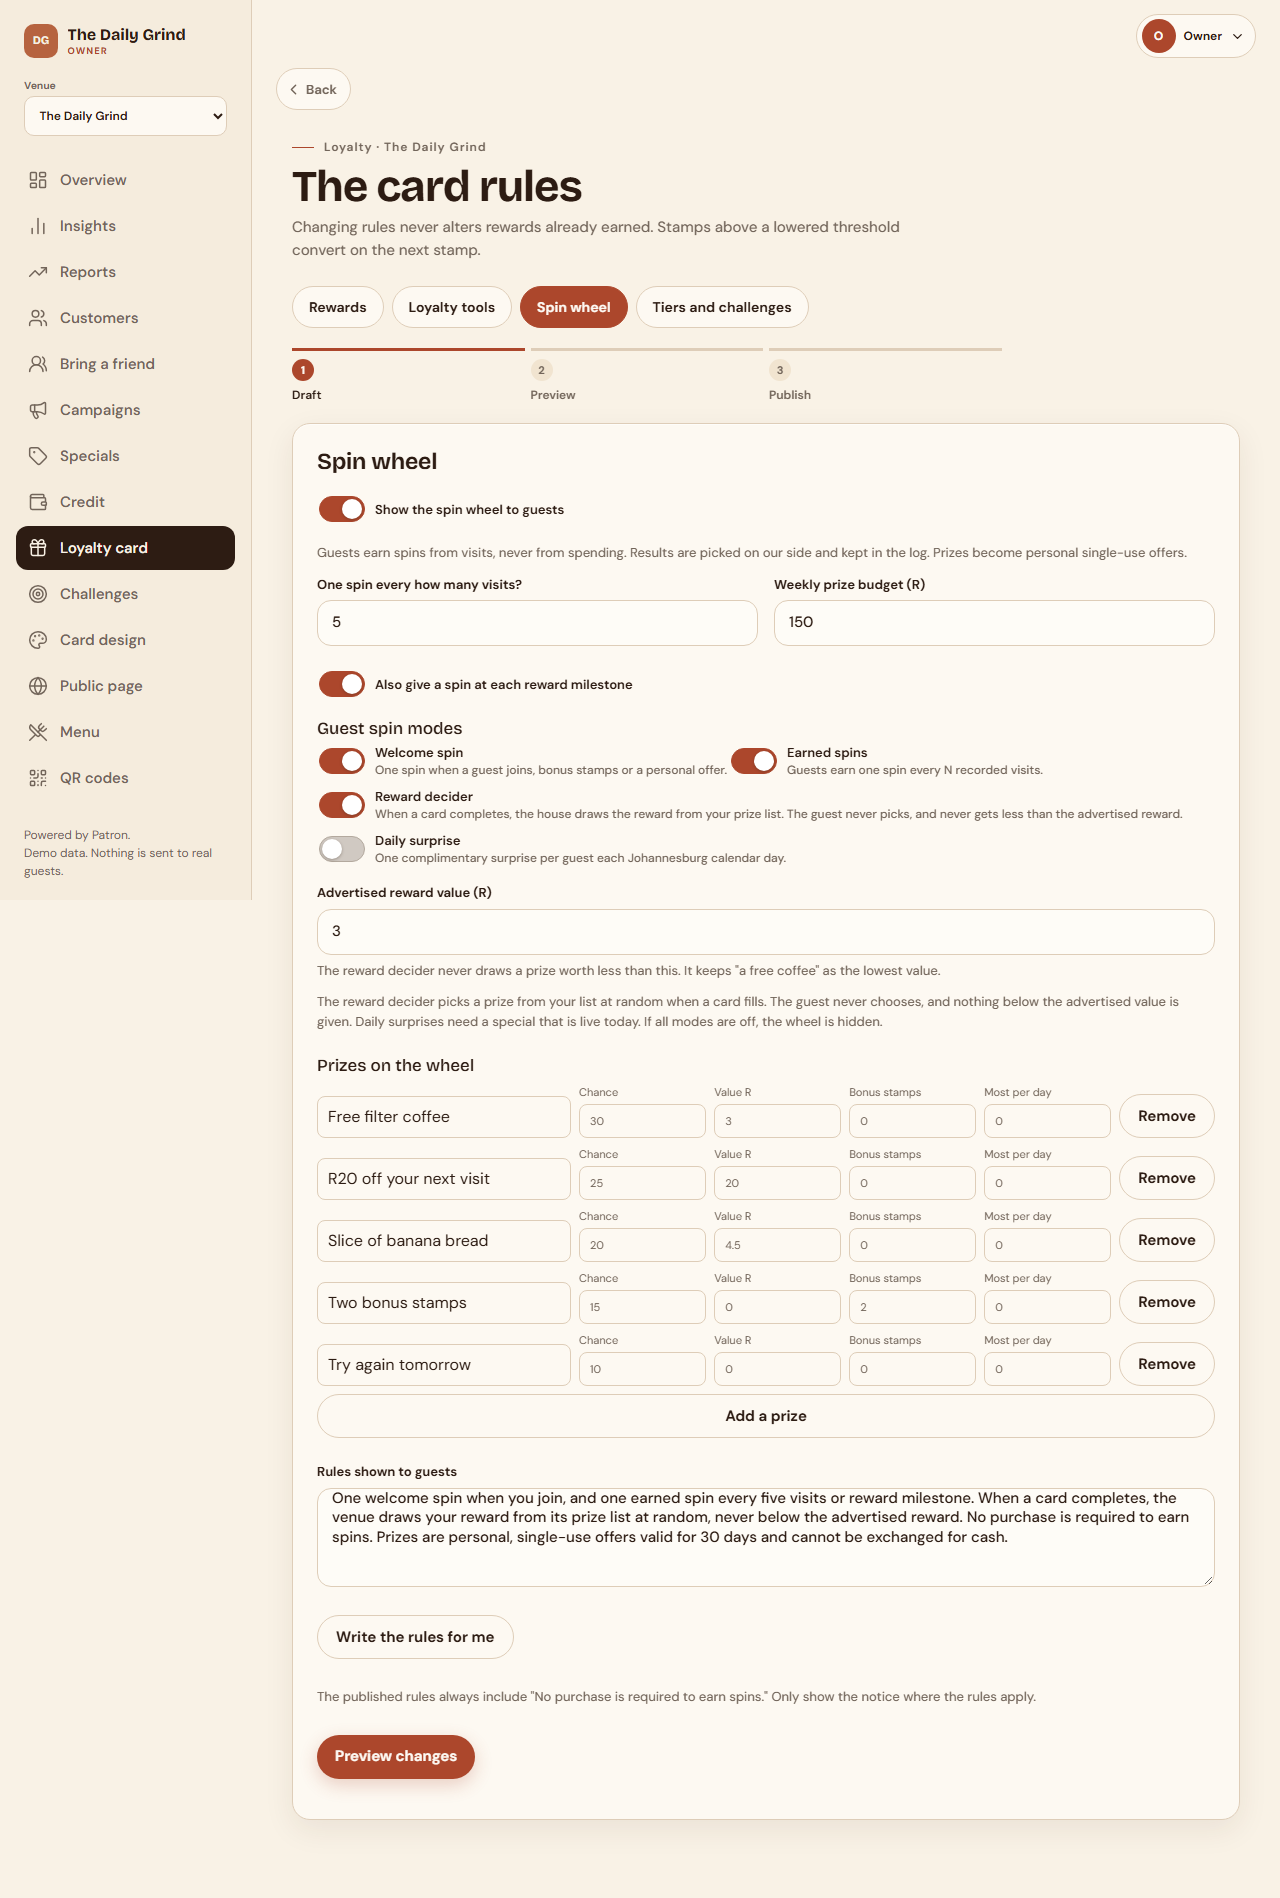 DG
The Daily Grind
OWNER
Venue
The Daily Grind
Overview
Insights
Reports
Customers
Bring a friend
Campaigns
Specials
Credit
Loyalty card
Challenges
Card design
Public page
Menu
QR codes
Powered by Patron.
Demo data. Nothing is sent to real
guests.
O
Owner
Back
Loyalty · The Daily Grind
The card rules
Changing rules never alters rewards already earned. Stamps above a lowered threshold
convert on the next stamp.
Rewards
Loyalty tools
Spin wheel
Tiers and challenges
1
Draft
2
Preview
3
Publish
Spin wheel
Show the spin wheel to guests
Guests earn spins from visits, never from spending. Results are picked on our side and kept in the log. Prizes become personal single-use offers.
One spin every how many visits?
5
Weekly prize budget (R)
150
Also give a spin at each reward milestone
Guest spin modes
Welcome spin
One spin when a guest joins, bonus stamps or a personal offer.
Earned spins
Guests earn one spin every N recorded visits.
Reward decider
When a card completes, the house draws the reward from your prize list. The guest never picks, and never gets less than the advertised reward.
Daily surprise
One complimentary surprise per guest each Johannesburg calendar day.
Advertised reward value (R)
3
The reward decider never draws a prize worth less than this. It keeps "a free coffee" as the lowest value.
The reward decider picks a prize from your list at random when a card fills. The guest never chooses, and nothing below the advertised value is
given. Daily surprises need a special that is live today. If all modes are off, the wheel is hidden.
Prizes on the wheel
Chance Value R Bonus stamps Most per day
Free filter coffee 30 3 0 0 Remove
Chance Value R Bonus stamps Most per day
R20 off your next visit 25 20 0 0 Remove
Chance Value R Bonus stamps Most per day
Slice of banana bread 20 4.5 0 0 Remove
Chance Value R Bonus stamps Most per day
Two bonus stamps 15 0 2 0 Remove
Chance Value R Bonus stamps Most per day
Try again tomorrow 10 0 0 0 Remove
Add a prize
Rules shown to guests
One welcome spin when you join, and one earned spin every five visits or reward milestone. When a card completes, the
venue draws your reward from its prize list at random, never below the advertised reward. No purchase is required to earn
spins. Prizes are personal, single-use offers valid for 30 days and cannot be exchanged for cash.
Write the rules for me
The published rules always include "No purchase is required to earn spins." Only show the notice where the rules apply.
Preview changes